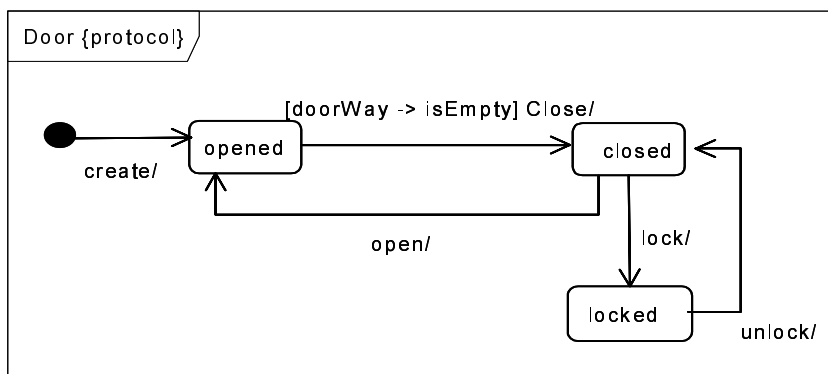 Door {protocol}
[doorWay -> isEmpty] Close/
opened
closed
create/
open/
lock/
locked
unlock/